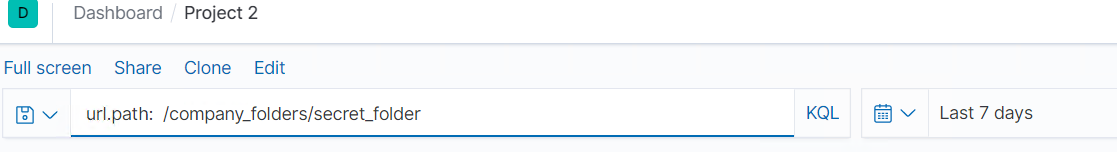 D Dashboard / Project 2
Full screen Share Clone Edit
url.path: /company_folders/secret_folder KQL Last 7 days